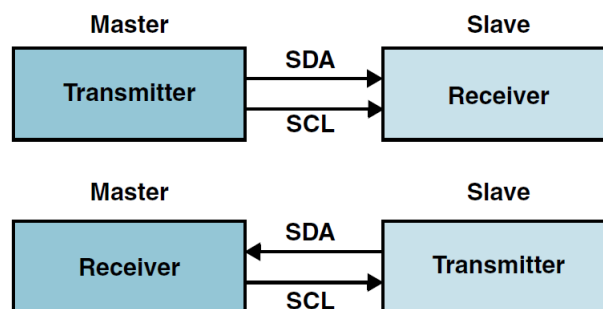 Master Slave
Transmitter SDA Receiver
SCL
Master Slave
Receiver SDA Transmitter
SCL